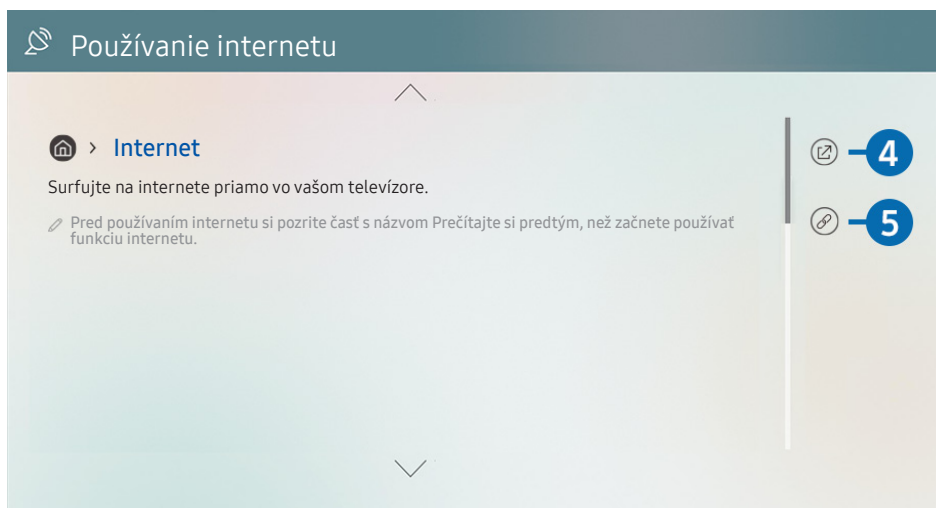 Používanie internetu
> Internet
4
Surfujte na internete priamo vo vašom televízore.
5
Pred používaním internetu si pozrite časť s názvom Prečítajte si predtým, než začnete používať
funkciu internetu.